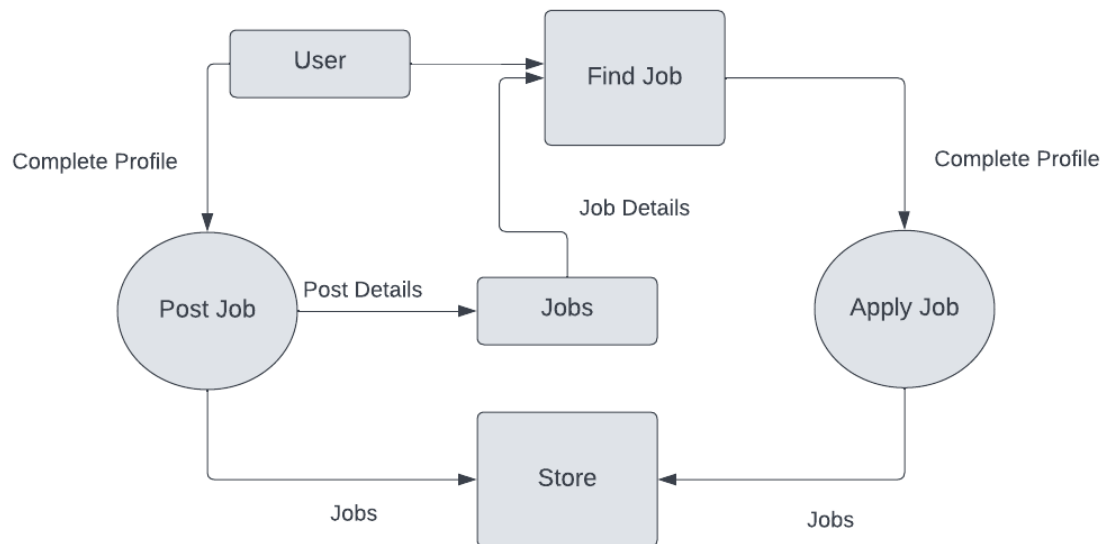 User
Find Job
Complete Profile
Complete Profile
Job Details
Post Details
Post Job
Jobs
Apply Job
Store
Jobs
Jobs